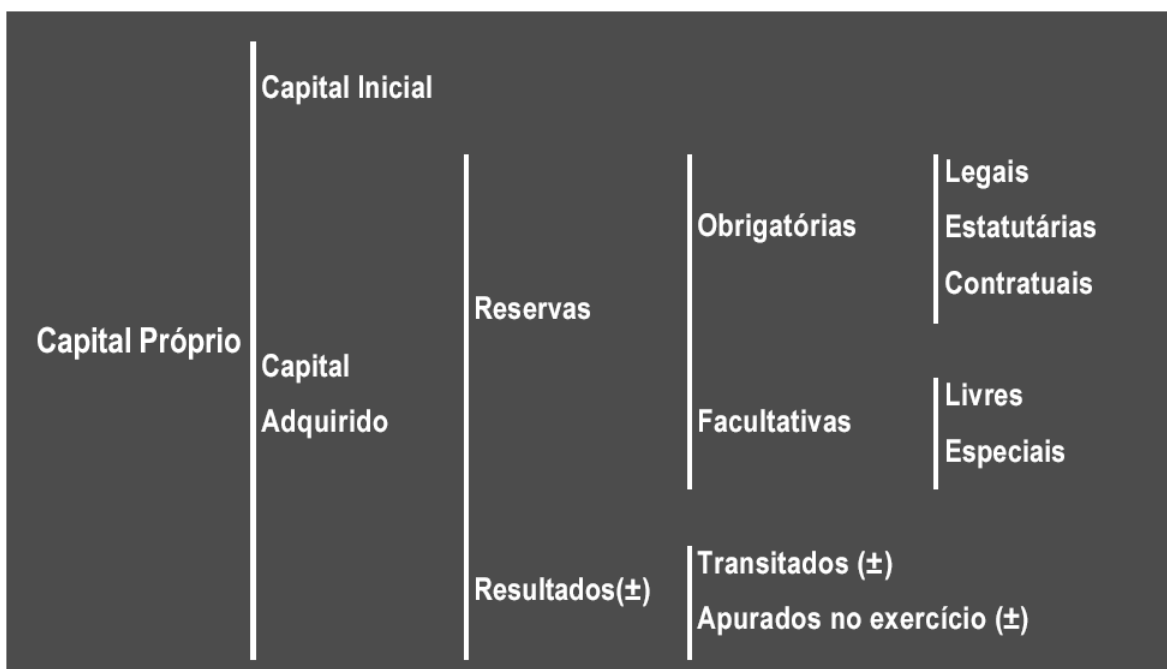 Capital Inicial
Legais
Obrigatórias
Estatutárias
Contratuais
Reservas
Capital Próprio
Capital
Adquirido
Livres
Facultativas
Especiais
Transitados (±)
Resultados(±)
Apurados no exercício (±)